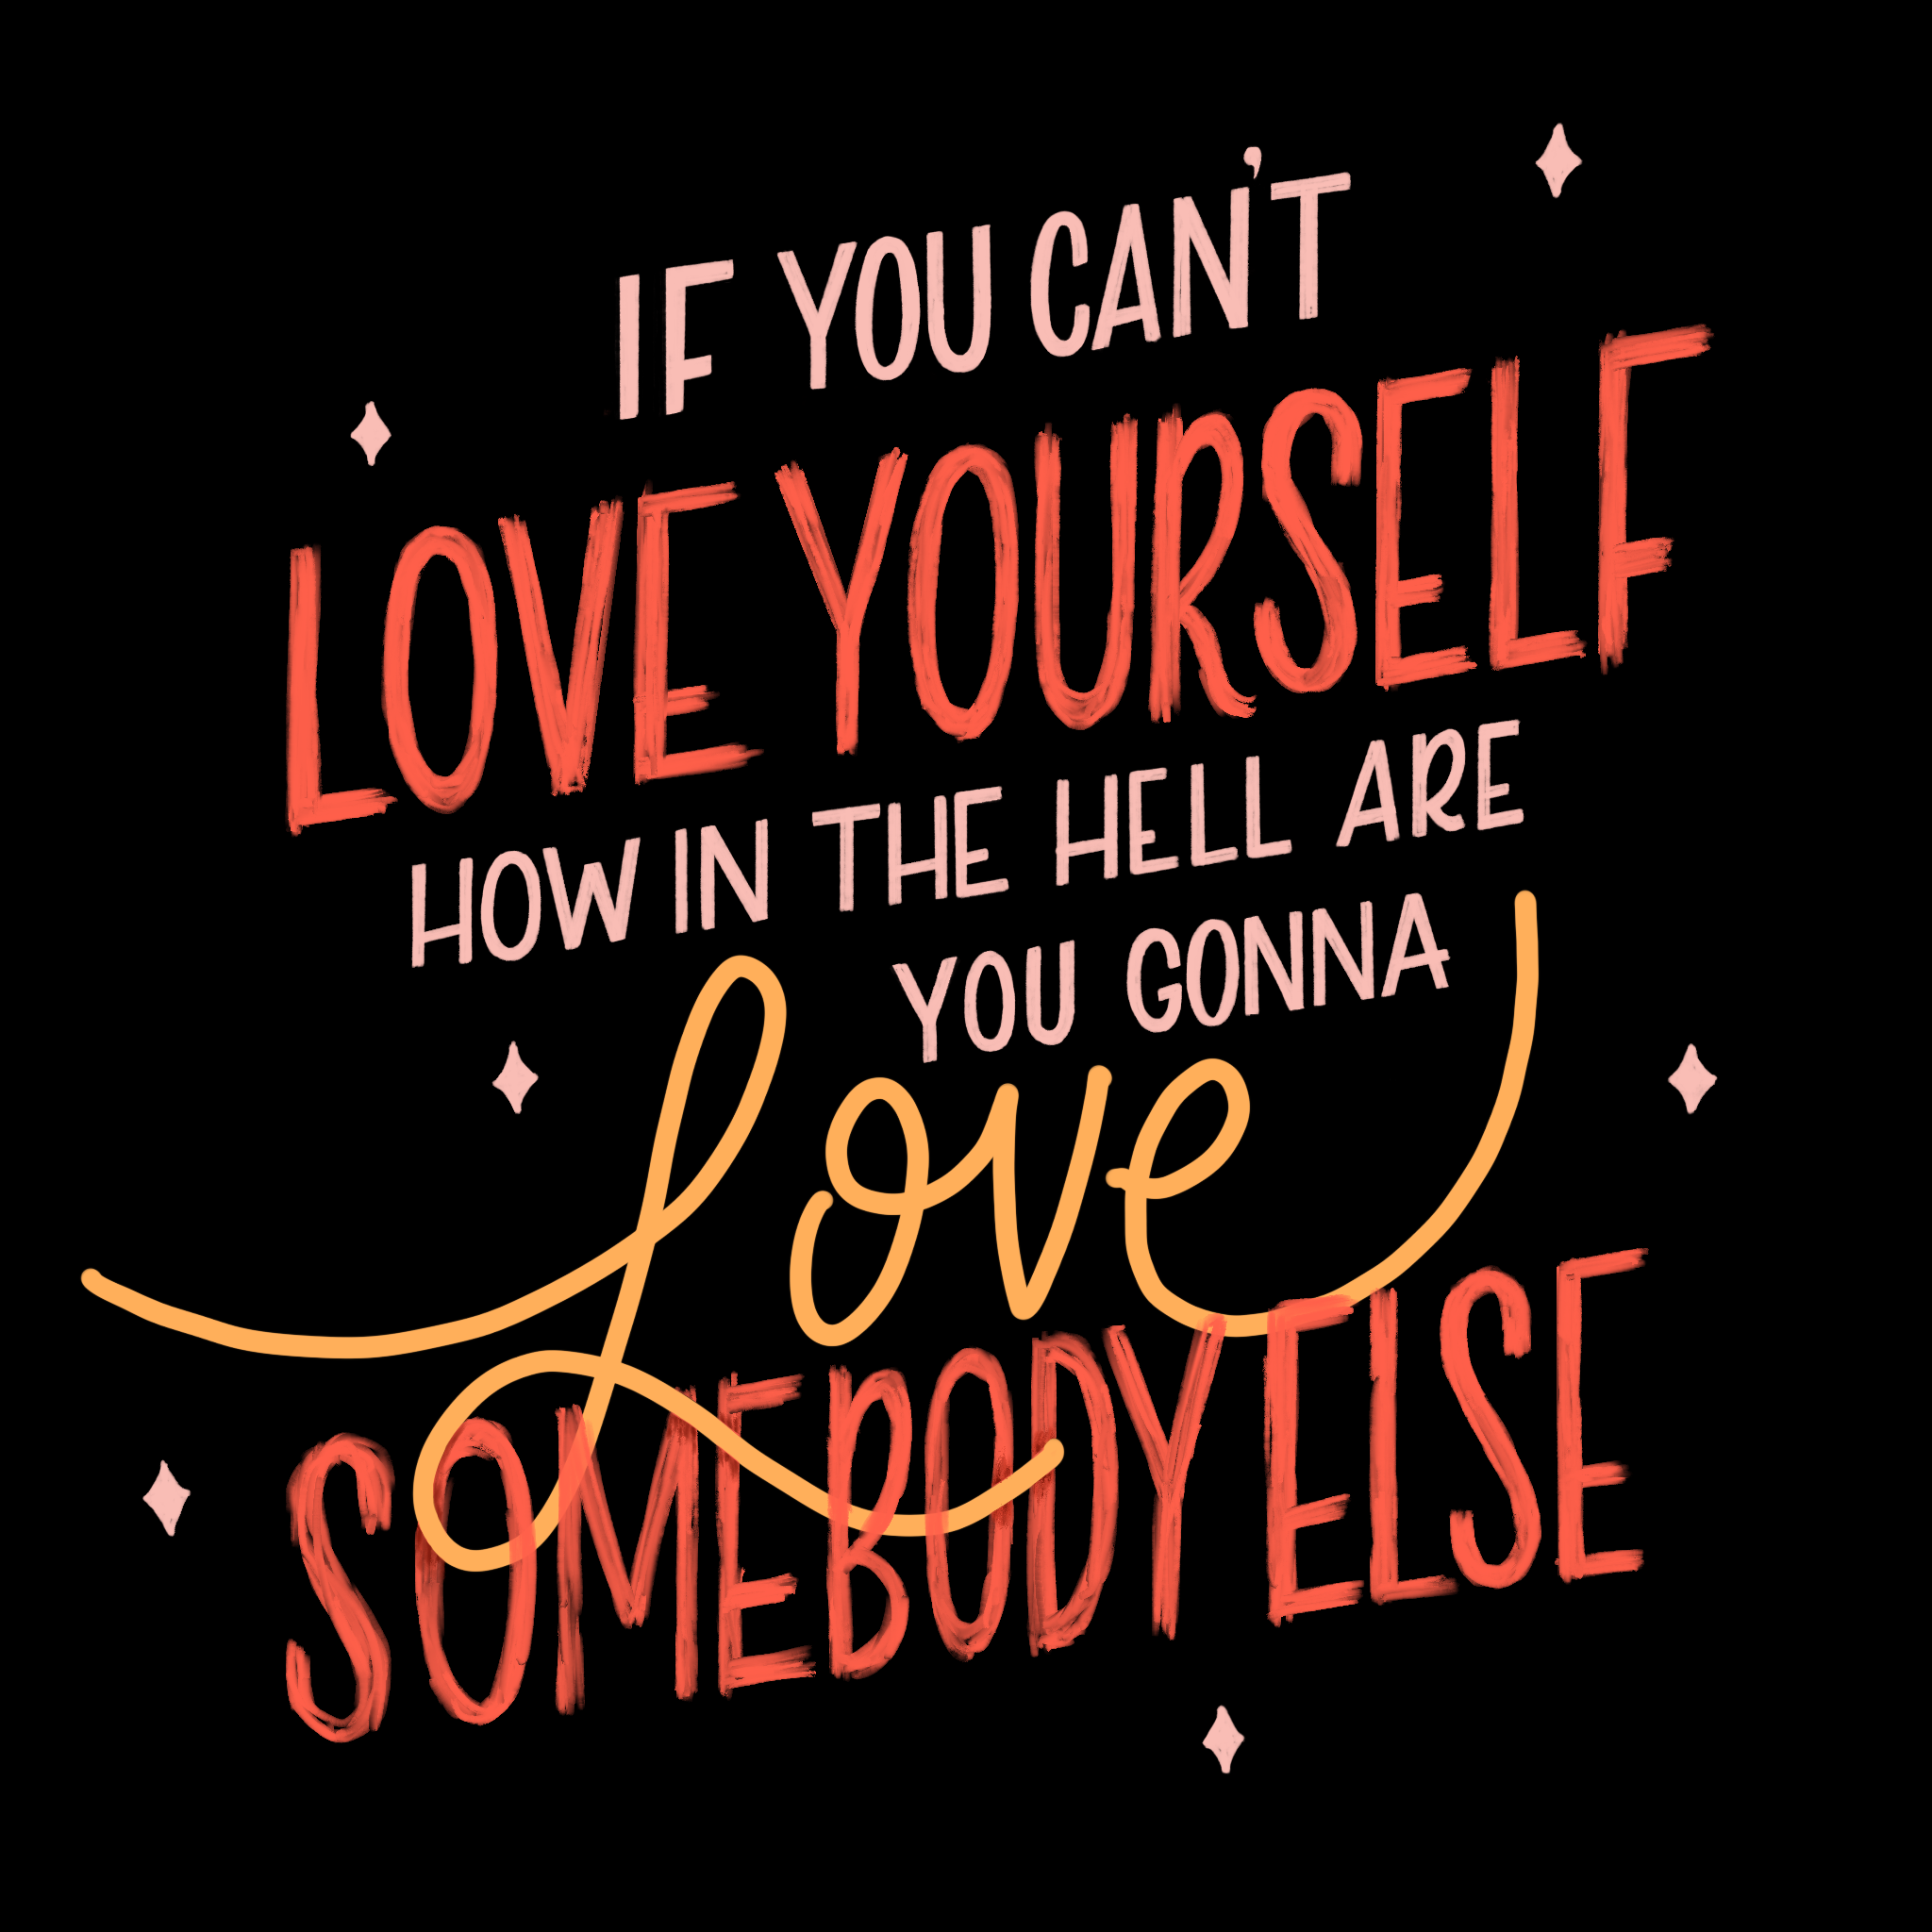 IF YOU CAN'T
LOVE YOURSELF
HOW IN THE HELL ARE
YOU GONNA
love
SOMEBODY ELSE